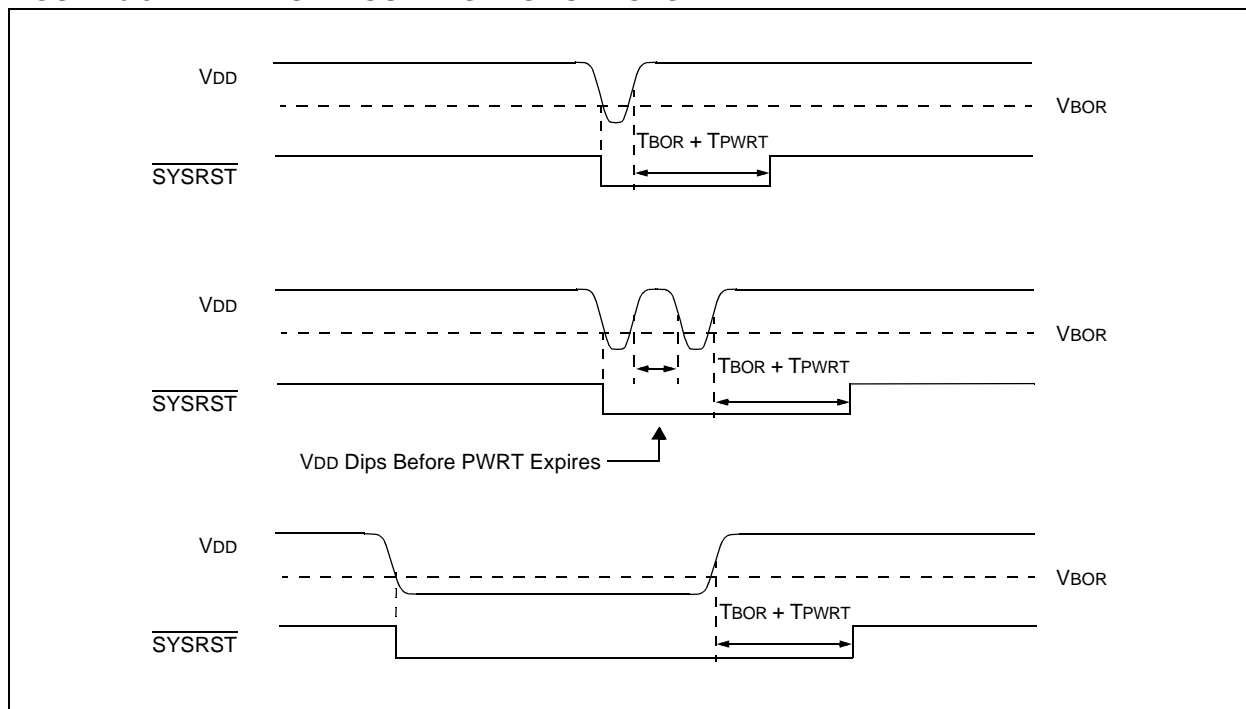 VDD
VBOR
TBOR + TPWRT
SYSRST
VDD
VBOR
TBOR + TPWRT
SYSRST
VDD Dips Before PWRT Expires
VDD
VBOR
TBOR + TPWRT
SYSRST